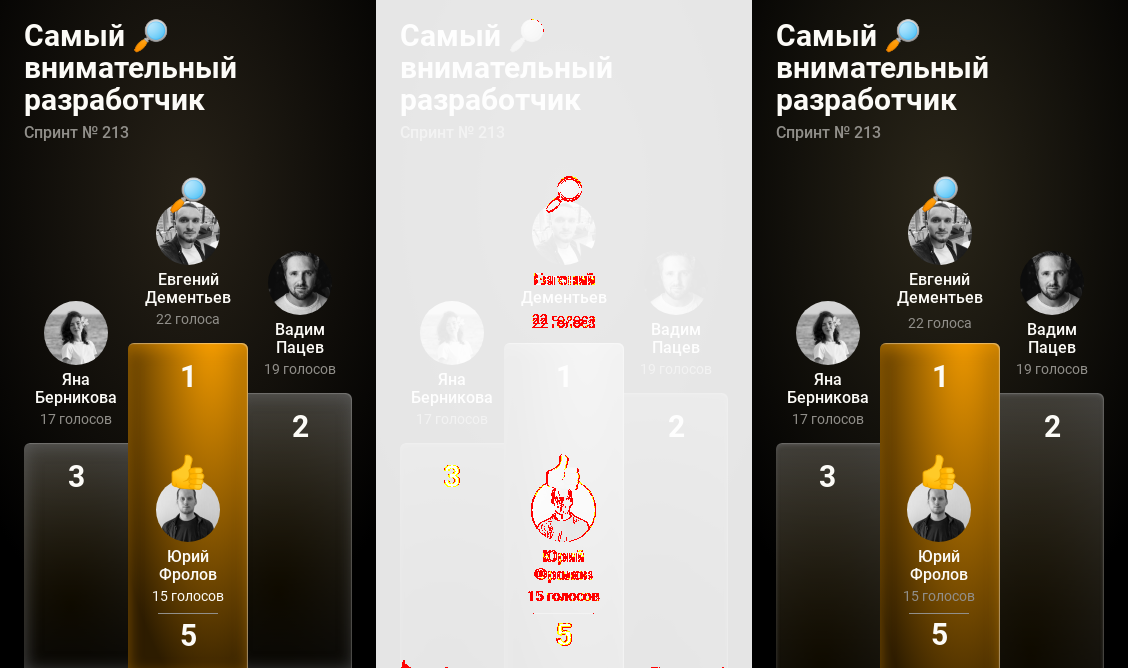 Самый
внимательный
разработчик
Спринт № 213
Евгений
Дементьев
22 голоса
Вадим
Пацев
19 голосов
Яна
Берникова
17 голосов
1
2
3
Юрий
Фролов
15 голосов
5
Самый
внимательный
разработчик
Спринт № 213
Дементьев
22 голоса
Вадим
Пацев
19 голосов
Яна
Берникова
17 голосов
1
2
3
Юрий
Фролов
15 голосов
5
Самый
внимательный
разработчик
Спринт № 213
Евгений
Дементьев
22 голоса
Вадим
Пацев
19 голосов
Яна
Берникова
17 голосов
1
2
3
Юрий
Фролов
15 голосов
5